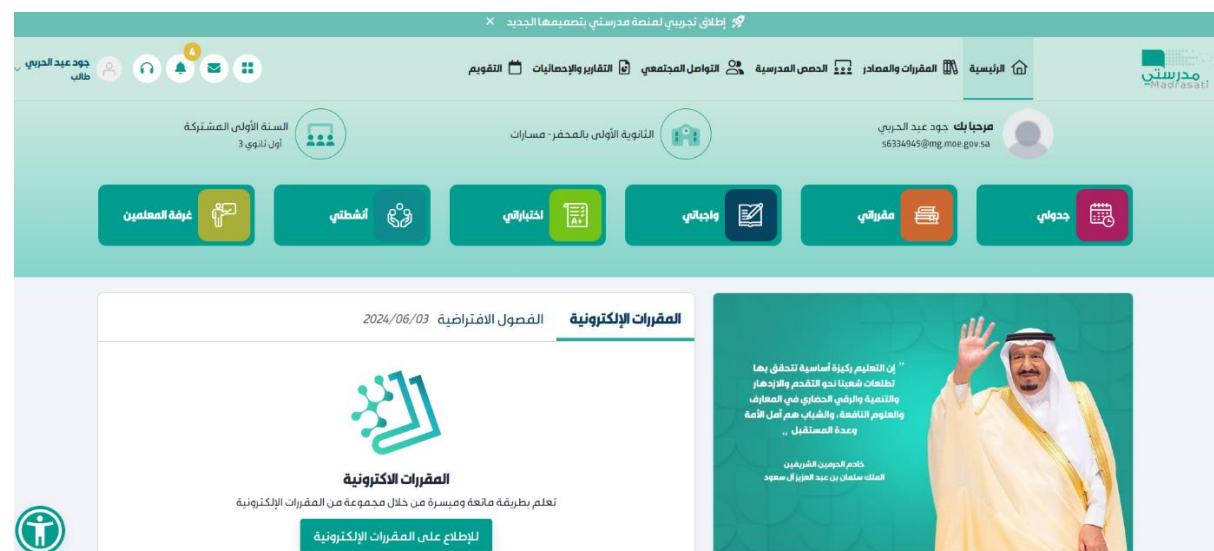 إطلاق تجريبي لمنصة مدرستي بتصميمها الجديد ×
مدرستي
Madrasati
الرئيسية
المقررات والمصادر
الحصص المدرسية
التواصل المجتمعي
التقارير والإحصائيات
التقويم
4
جود عيد الحربي
طالب
مرحبا بك جود عيد الحربي
s6334945@mg.moe.gov.sa
الثانوية الأولى بالمحفر - مسارات
السنة الأولى المشتركة
أول ثانوي 3
جدولي
مقرراتي
واجباتي
اختباراتي
A+
أنشطتي
غرفة المعلمين
" إن التعليم ركيزة أساسية تتحقق بها
تطلعات شعبنا نحو التقدم والازدهار
والتنمية والرقي الحضاري في المعارف
والعلوم النافعة، والشباب هم أمل الأمة
وعدة المستقبل ,,
خادم الحرمين الشريفين
الملك سلمان بن عبد العزيز آل سعود
المقررات الإلكترونية
الفصول الافتراضية 2024/06/03
المقررات الاكترونية
تعلم بطريقة ماتعة وميسرة من خلال مجموعة من المقررات الإلكترونية
للإطلاع على المقررات الإلكترونية